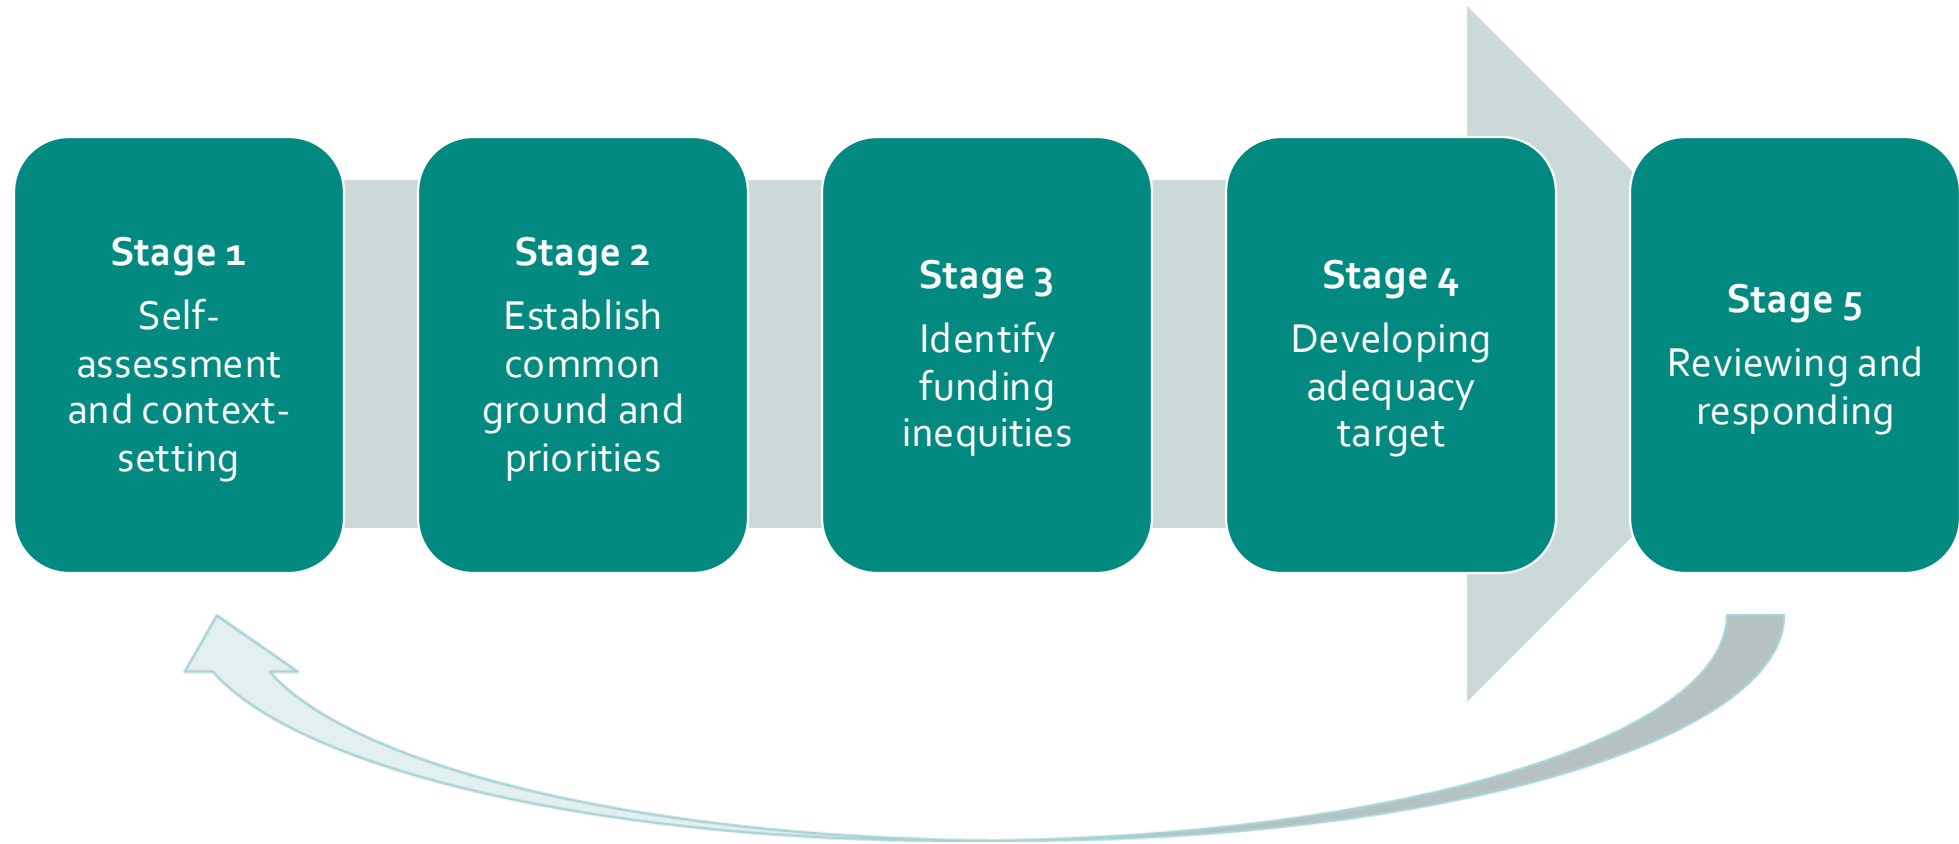 Stage 1
Self-
assessment
and context-
setting
Stage 2
Establish
common
ground and
priorities
Stage 3
Identify
funding
inequities
Stage 4
Developing
adequacy
target
Stage 5
Reviewing and
responding